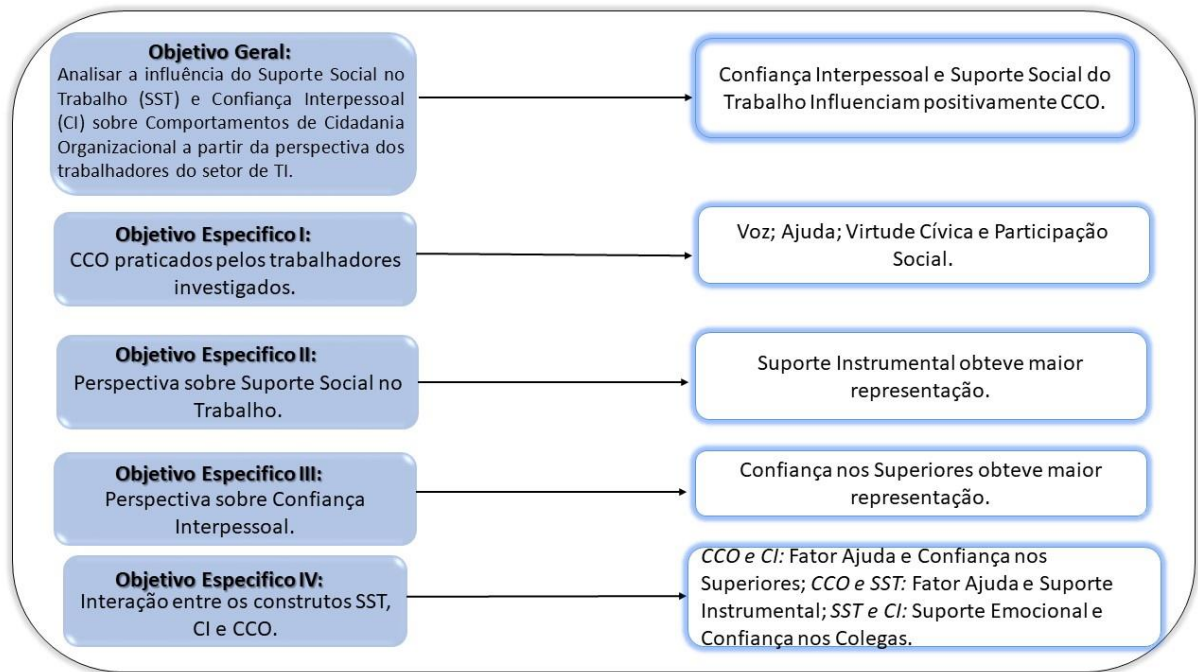 Objetivo Geral:
Analisar a influência do Suporte Social no
Trabalho (SST) e Confiança Interpessoal
(CI) sobre Comportamentos de Cidadania
Organizacional a partir da perspectiva dos
trabalhadores do setor de TI.
Confiança Interpessoal e Suporte Social do
Trabalho Influenciam positivamente CCO.
Objetivo Especifico I:
CCO praticados pelos trabalhadores
investigados.
Voz; Ajuda; Virtude Cívica e Participação
Social.
Objetivo Especifico II:
Perspectiva sobre Suporte Social no
Trabalho.
Suporte Instrumental obteve maior
representação.
Objetivo Especifico III:
Perspectiva sobre Confiança
Interpessoal.
Confiança nos Superiores obteve maior
representação.
Objetivo Especifico IV:
Interação entre os construtos SST,
CI e CCO.
CCO e CI: Fator Ajuda e Confiança nos
Superiores; CCO e SST: Fator Ajuda e Suporte
Instrumental; SST e CI: Suporte Emocional e
Confiança nos Colegas.